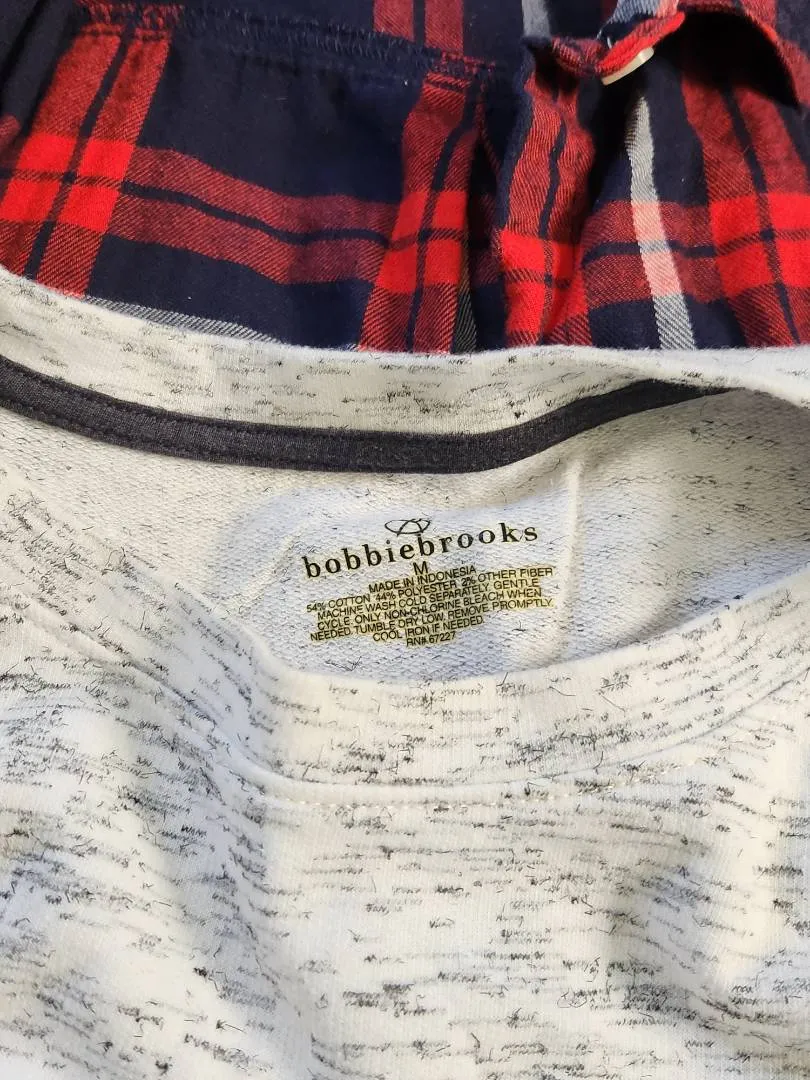 bobbiebrooks
M
MADE IN INDONESIA
54% COTTON 44% POLYESTER 2% OTHER FIBER
MACHINE WASH COLD SEPARATELY. GENTLE
CYCLE. ONLY NON-CHLORINE BLEACH WHEN
NEEDED. TUMBLE DRY LOW. REMOVE PROMPTLY.
COOL IRON IF NEEDED.
RN# 67227